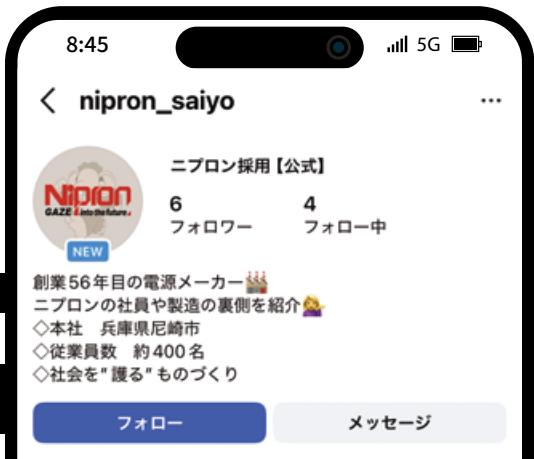 8:45 5G
nipron_saiyo
ニプロン採用【公式】
6 4
フォロワー フォロー中
Nipron
GAZE into the future.
NEW
創業56年目の電源メーカー🏭
ニプロンの社員や製造の裏側を紹介💁‍♀️
◇本社 兵庫県尼崎市
◇従業員数 約400名
◇社会を"護る"ものづくり
フォロー メッセージ